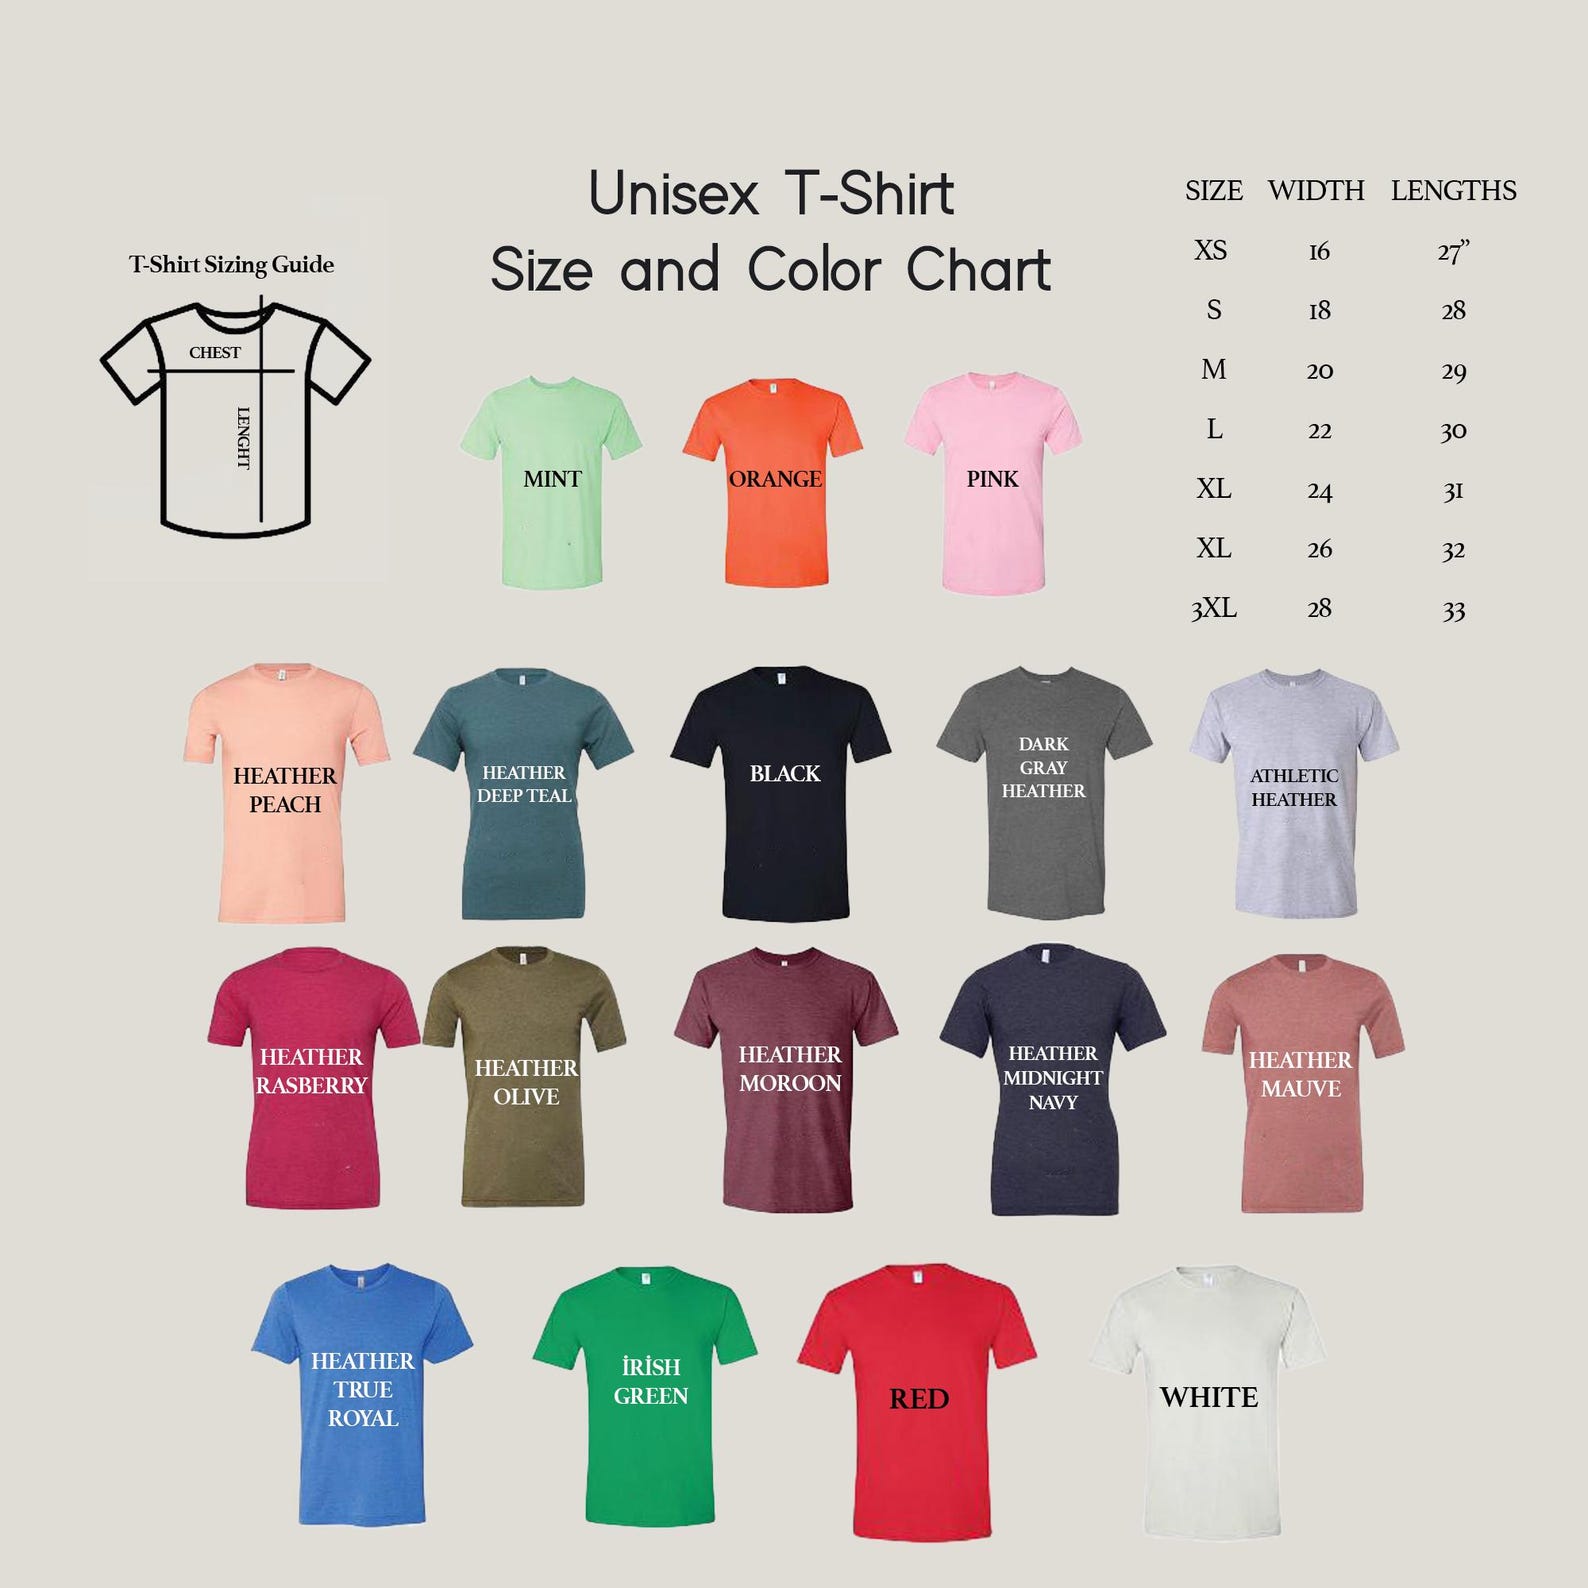 Unisex T-Shirt
Size and Color Chart
T-Shirt Sizing Guide
CHEST
LENGHT
SIZE WIDTH LENGTHS
XS 16 27”
S 18 28
M 20 29
L 22 30
XL 24 31
XL 26 32
3XL 28 33
MINT
ORANGE
PINK
HEATHER
PEACH
HEATHER
DEEP TEAL
BLACK
DARK
GRAY
HEATHER
ATHLETIC
HEATHER
HEATHER
RASBERRY
HEATHER
OLIVE
HEATHER
MOROON
HEATHER
MIDNIGHT
NAVY
HEATHER
MAUVE
HEATHER
TRUE
ROYAL
İRİSH
GREEN
RED
WHITE